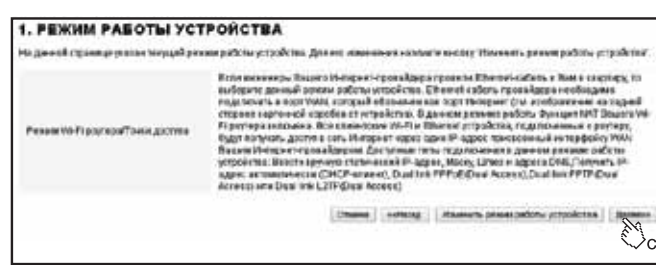 1. РЕЖИМ РАБОТЫ УСТРОЙСТВА
На данной странице указан текущий режим работы устройства. Для его изменения нажмите кнопку 'Изменить режим работы устройства'.
Если инженеры Вашего Интернет-провайдера провели Ethernet-кабель к Вам в квартиру, то
выберите данный режим работы устройства. Ethernet кабель провайдера необходимо
подключить в порт WAN, который обозначен как порт Интернет (см. изображение на задней
стороне картонной коробки от устройства). В данном режиме работы функция NAT Вашего Wi-
Fi роутера включена. Все клиентские Wi-Fi и Ethernet устройства, подключенные к роутеру,
Режим Wi-Fi роутера/Точки доступа
будут получать доступ в сеть Интернет через один IP-адрес присвоенный интерфейсу WAN
Вашим Интернет-провайдером. Доступные типы подключения в данном режиме работы
устройства: Ввести вручную статический IP-адрес, Маску, Шлюз и адреса DNS, Получить IP-
адрес автоматически (DHCP-клиент), Dual link PPPoE(Dual Access), Dual link PPTP(Dual
Access) или Dual link L2TP(Dual Access)
Отмена <<Назад Изменить режим работы устройства